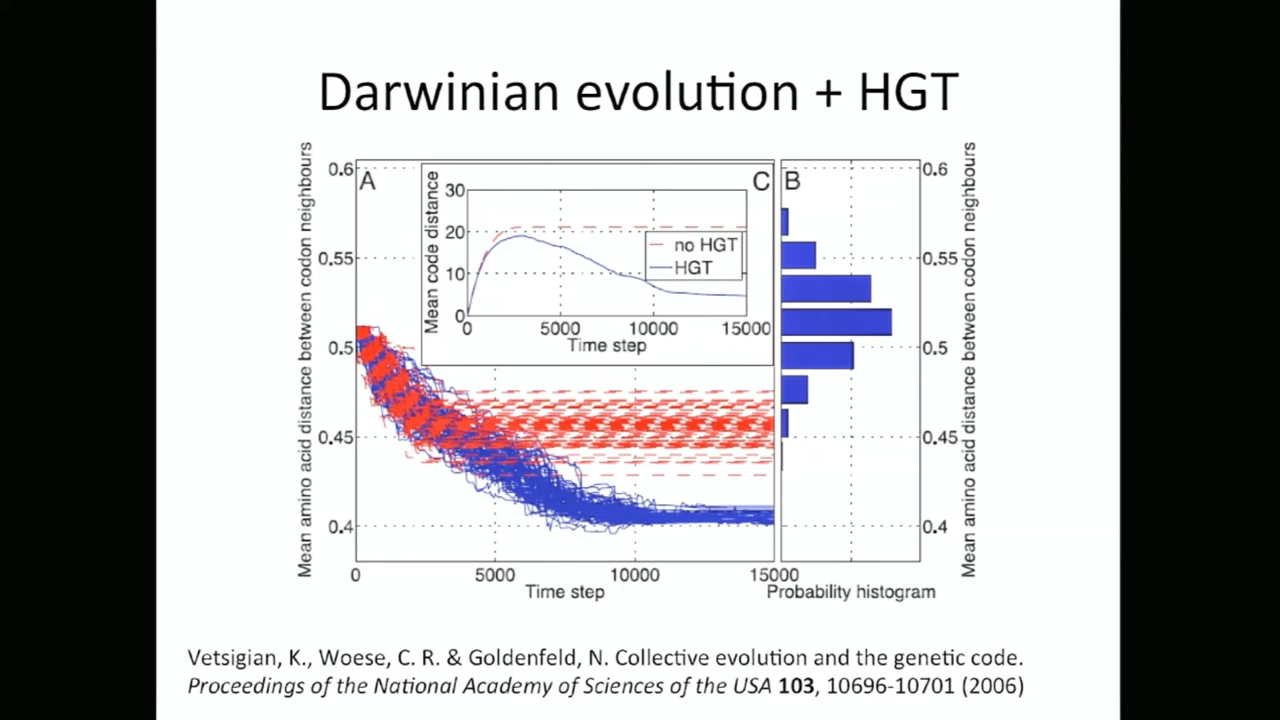 Darwinian evolution + HGT
Mean amino acid distance between codon neighbours
0.6
0.55
0.5
0.45
0.4
A
0
5000
10000
15000
Time step
C
Mean code distance
30
20
10
0
no HGT
HGT
0
5000
10000
15000
Time step
B
0.6
0.55
0.5
0.45
0.4
Mean amino acid distance between codon neighbours
Probability histogram
Vetsigian, K., Woese, C. R. & Goldenfeld, N. Collective evolution and the genetic code.
Proceedings of the National Academy of Sciences of the USA 103, 10696-10701 (2006)